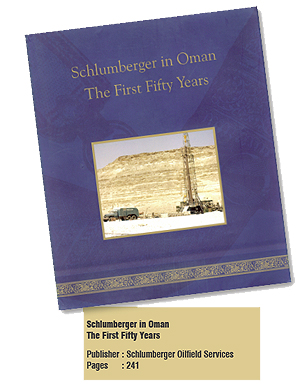 Schlumberger in Oman
The First Fifty Years
Schlumberger in Oman
The First Fifty Years
Publisher : Schlumberger Oilfield Services
Pages : 241